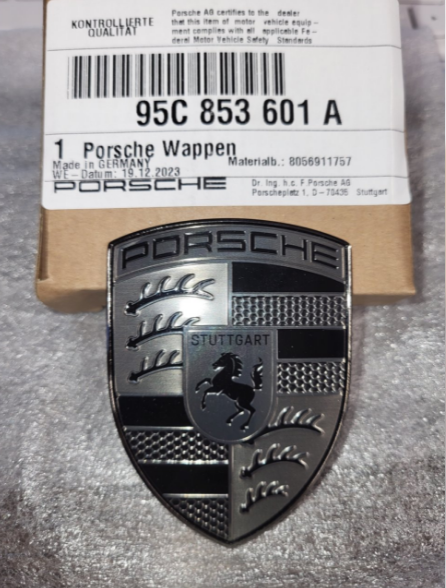 KONTROLLIERTE
QUALITÄT
Porsche AG certifies to the dealer
that this item of motor vehicle equip -
ment complies with all applicable Fe -
deral Motor Vehicle Safety Standards
95C 853 601 A
1 Porsche Wappen
Made in GERMANY
Materialb.: 8056911757
WE - Datum: 19.12.2023
PORSCHE
Dr. Ing. h.c. F. Porsche AG
Porscheplatz 1, D - 70435 Stuttgart
PORSCHE
STUTTGART